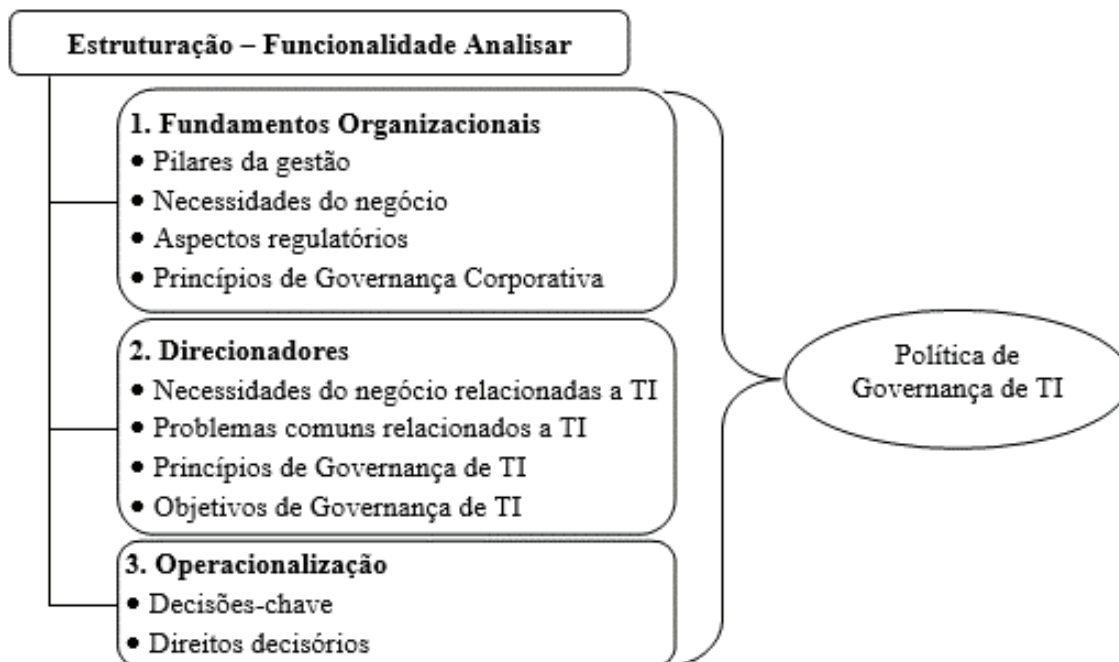 Estruturação – Funcionalidade Analisar
1. Fundamentos Organizacionais
• Pilares da gestão
• Necessidades do negócio
• Aspectos regulatórios
• Princípios de Governança Corporativa
2. Direcionadores
• Necessidades do negócio relacionadas a TI
• Problemas comuns relacionados a TI
• Princípios de Governança de TI
• Objetivos de Governança de TI
3. Operacionalização
• Decisões-chave
• Direitos decisórios
Política de
Governança de TI